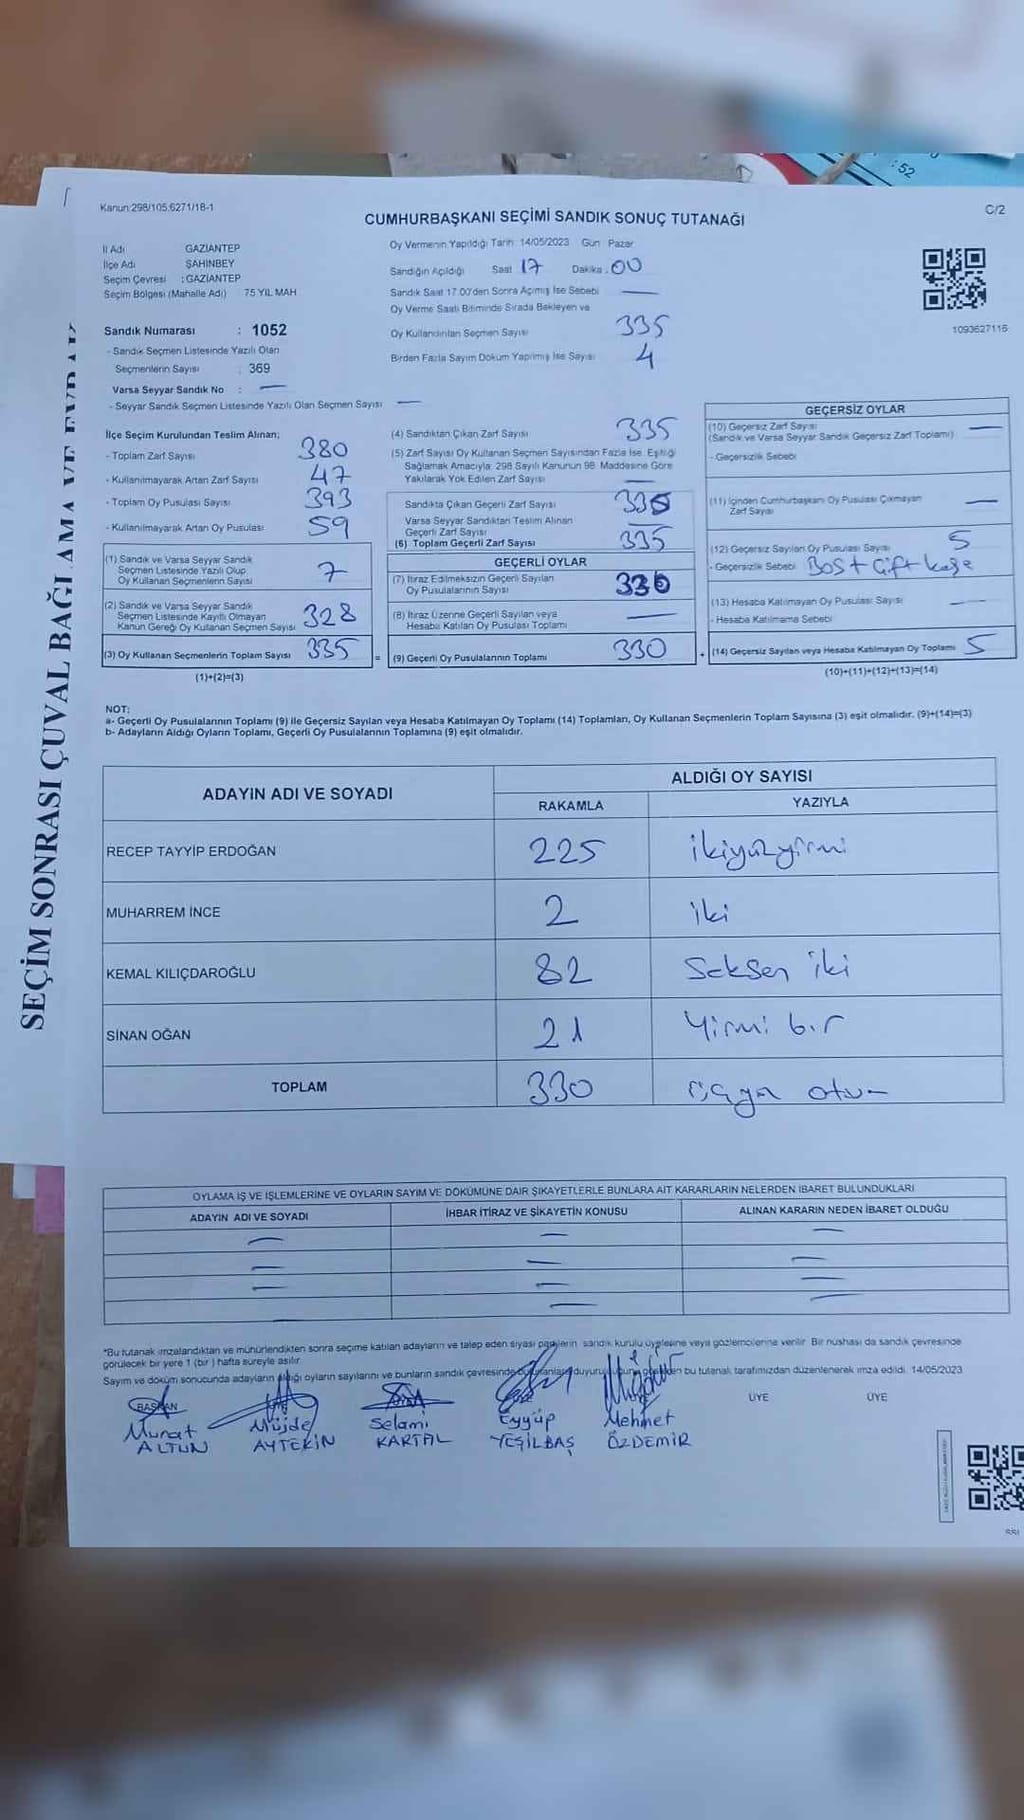 :52
Kanun:298/105.6271/18-1
C/2
CUMHURBAŞKANI SEÇİMİ SANDIK SONUÇ TUTANAĞI
İl Adı GAZİANTEP
İlçe Adı ŞAHİNBEY
Seçim Çevresi : GAZİANTEP
Seçim Bölgesi (Mahalle Adı) 75 YIL MAH
Oy Vermenin Yapıldığı Tarih: 14/05/2023 Gün Pazar
Sandığın Açıldığı Saat 17 Dakika : 00
Sandık Saat 17.00'den Sonra Açımış İse Sebebi —
Oy Verme Saati Bitiminde Sırada Bekleyen ve
Oy Kullandırılan Seçmen Sayısı 335
Birden Fazla Sayım Döküm Yapılmış İse Sayısı 4
1093627116
Sandık Numarası : 1052
- Sandık Seçmen Listesinde Yazılı Olan
Seçmenlerin Sayısı : 369
Varsa Seyyar Sandık No : —
- Seyyar Sandık Seçmen Listesinde Yazılı Olan Seçmen Sayısı —
İlçe Seçim Kurulundan Teslim Alınan;
- Toplam Zarf Sayısı 380
- Kullanılmayarak Artan Zarf Sayısı 47
- Toplam Oy Pusulası Sayısı 393
- Kullanılmayarak Artan Oy Pusulası 59
(1) Sandık ve Varsa Seyyar Sandık
Seçmen Listesinde Yazılı Olup
Oy Kullanan Seçmenlerin Sayısı 7
(2) Sandık ve Varsa Seyyar Sandık
Seçmen Listesinde Kayıtlı Olmayan
Kanun Gereği Oy Kullanan Seçmen Sayısı 328
(3) Oy Kullanan Seçmenlerin Toplam Sayısı 335
(1)+(2)=(3)
(4) Sandıktan Çıkan Zarf Sayısı 335
(5) Zarf Sayısı Oy Kullanan Seçmen Sayısından Fazla İse, Eşitliği
Sağlamak Amacıyla, 298 Sayılı Kanunun 98. Maddesine Göre
Yakılarak Yok Edilen Zarf Sayısı —
Sandıkta Çıkan Geçerli Zarf Sayısı 335
Varsa Seyyar Sandıktan Teslim Alınan
Geçerli Zarf Sayısı —
(6) Toplam Geçerli Zarf Sayısı 335
GEÇERLİ OYLAR
(7) İtiraz Edilmeksizin Geçerli Sayılan
Oy Pusulalarının Sayısı 330
(8) İtiraz Üzerine Geçerli Sayılan veya
Hesaba Katılan Oy Pusulası Toplamı —
= (9) Geçerli Oy Pusulalarının Toplamı 330
GEÇERSİZ OYLAR
(10) Geçersiz Zarf Sayısı —
(Sandık ve Varsa Seyyar Sandık Geçersiz Zarf Toplamı)
- Geçersizlik Sebebi
(11) İçinden Cumhurbaşkanı Oy Pusulası Çıkmayan
Zarf Sayısı —
(12) Geçersiz Sayılan Oy Pusulası Sayısı 5
- Geçersizlik Sebebi Bost Çift kaşe
(13) Hesaba Katılmayan Oy Pusulası Sayısı —
- Hesaba Katılmama Sebebi
+ (14) Geçersiz Sayılan veya Hesaba Katılmayan Oy Toplamı 5
(10)+(11)+(12)+(13)=(14)
NOT:
a- Geçerli Oy Pusulalarının Toplamı (9) ile Geçersiz Sayılan veya Hesaba Katılmayan Oy Toplamı (14) Toplamları, Oy Kullanan Seçmenlerin Toplam Sayısına (3) eşit olmalıdır. (9)+(14)=(3)
b- Adayların Aldığı Oyların Toplamı, Geçerli Oy Pusulalarının Toplamına (9) eşit olmalıdır.
ADAYIN ADI VE SOYADI
ALDIĞI OY SAYISI
RAKAMLA YAZIYLA
RECEP TAYYİP ERDOĞAN 225 ikiyüzyirmi
MUHARREM İNCE 2 iki
KEMAL KILIÇDAROĞLU 82 Seksen iki
SİNAN OĞAN 21 Yirmi bir
TOPLAM 330 üçyüz otuz
OYLAMA İŞ VE İŞLEMLERİNE VE OYLARIN SAYIM VE DÖKÜMÜNE DAİR ŞİKAYETLERLE BUNLARA AİT KARARLARIN NELERDEN İBARET BULUNDUKLARI
ADAYIN ADI VE SOYADI İHBAR İTİRAZ VE ŞİKAYETİN KONUSU ALINAN KARARIN NEDEN İBARET OLDUĞU
— — —
— — —
— — —
— —
*Bu tutanak imzalandıktan ve mühürlendikten sonra seçime katılan adayların ve talep eden siyasi partilerin sandık kurulu üyelerine veya gözlemcilerine verilir. Bir nüshası da sandık çevresinde
görülecek bir yere 1 (bir) hafta süreyle asılır.
Sayım ve döküm sonucunda adayların aldığı oyların sayılarını ve bunların sandık çevresinde bu tutanak tarafımızdan düzenlenerek imza edildi. 14/05/2023
BAŞKAN ÜYE ÜYE
Murat Müjde Selami Eyyüp Mehmet
ALTUN AYTEKİN KARTAL YEŞİLBAŞ ÖZDEMİR
SEÇİM SONRASI ÇUVAL BAĞLAMA VE EVRAK